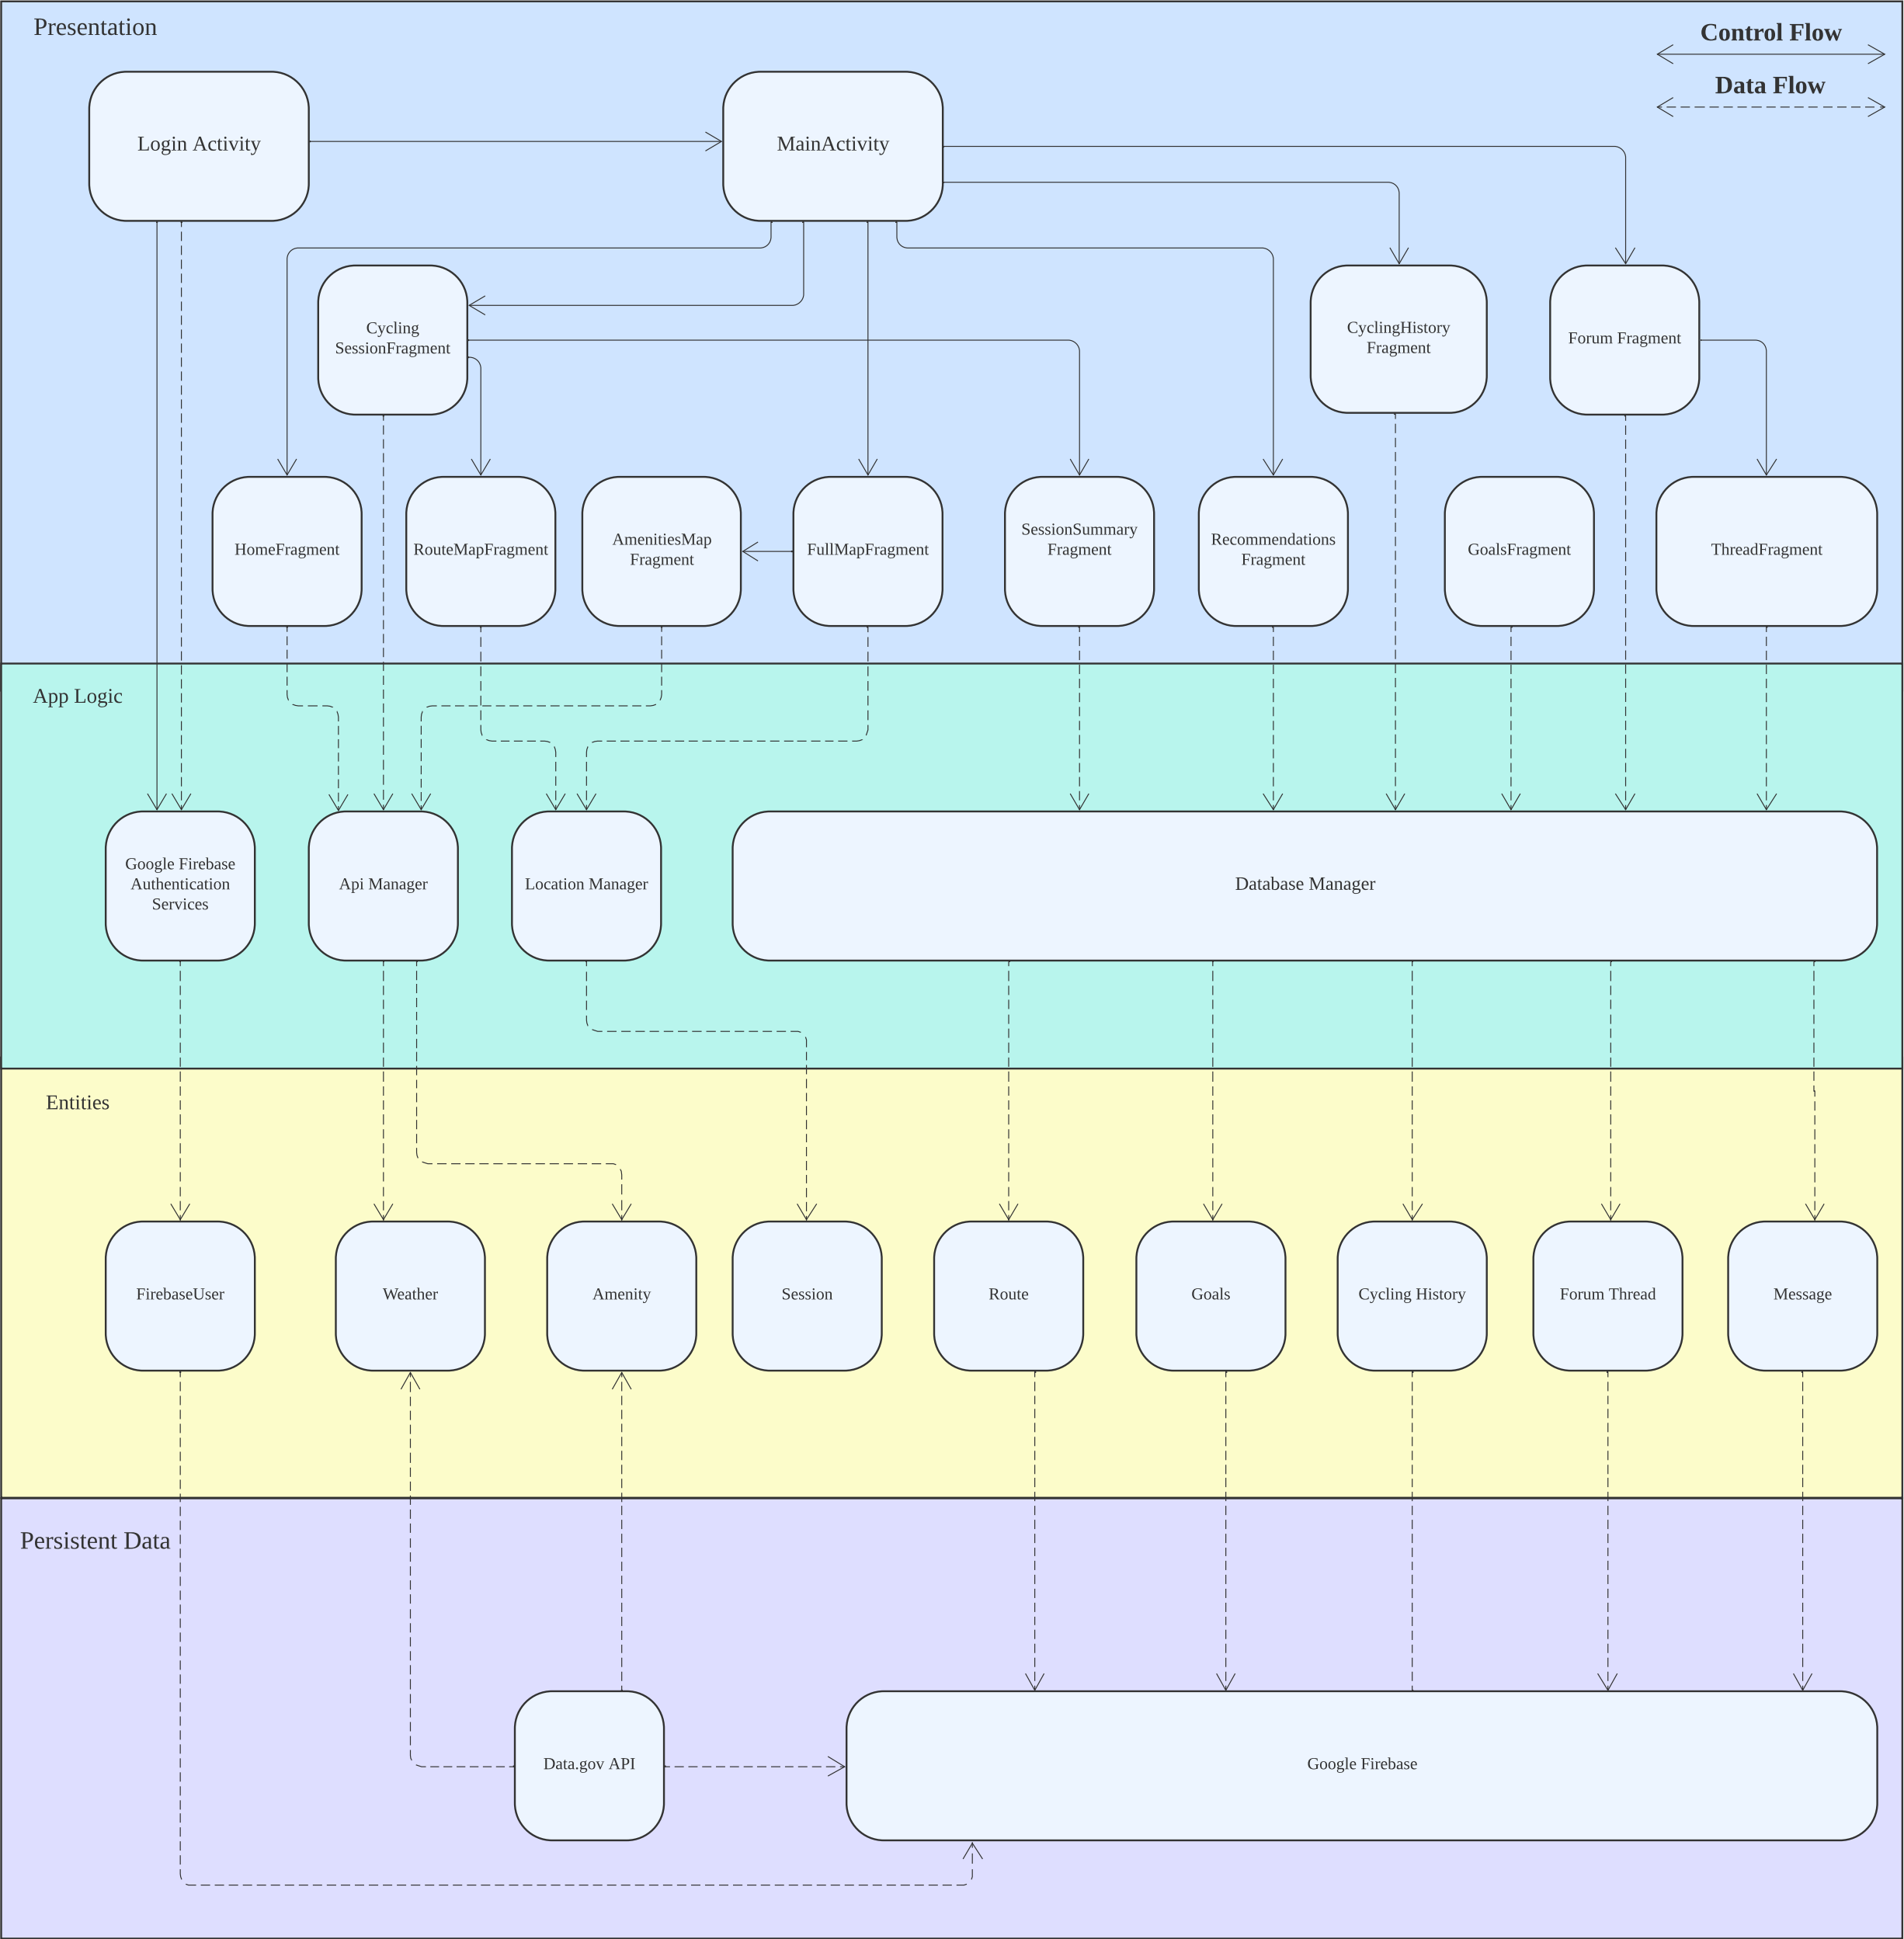 Presentation
Control Flow
Data Flow
Login Activity
MainActivity
Cycling
SessionFragment
CyclingHistory
Fragment
Forum Fragment
HomeFragment
RouteMapFragment
AmenitiesMap
Fragment
FullMapFragment
SessionSummary
Fragment
Recommendations
Fragment
GoalsFragment
ThreadFragment
App Logic
Google Firebase
Authentication
Services
Api Manager
Location Manager
Database Manager
Entities
FirebaseUser
Weather
Amenity
Session
Route
Goals
Cycling History
Forum Thread
Message
Persistent Data
Data.gov API
Google Firebase